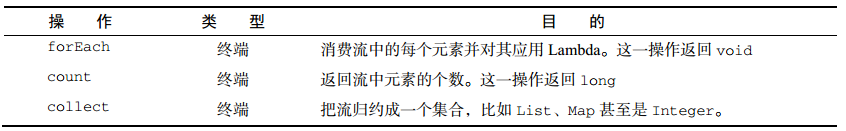 操 作 类 型 目 的
forEach 终端 消费流中的每个元素并对其应用 Lambda。这一操作返回 void
count 终端 返回流中元素的个数。这一操作返回 long
collect 终端 把流归约成一个集合，比如 List、Map 甚至是 Integer。